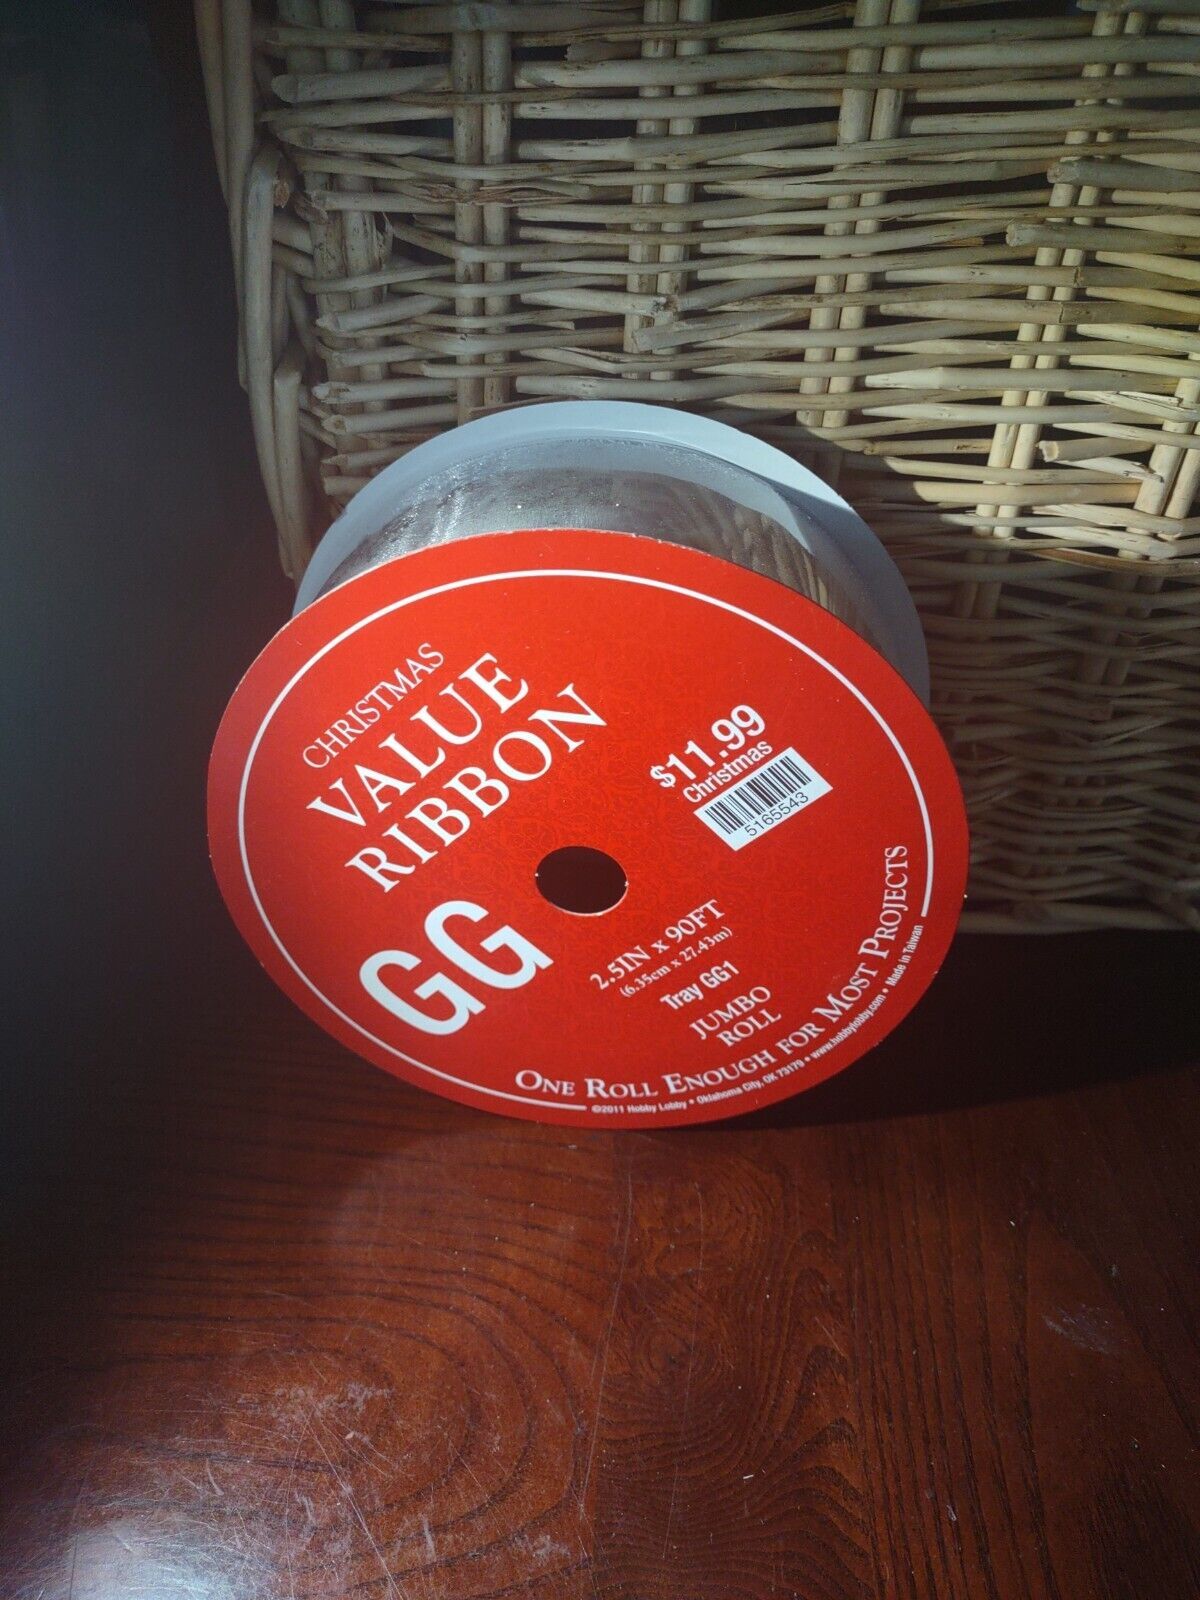 CHRISTMAS
VALUE
RIBBON
GG
$11.99
Christmas
5165543
2.5IN x 90FT
(6.35cm x 27.43m)
Tray GG1
JUMBO
ROLL
ONE ROLL ENOUGH FOR MOST PROJECTS
©2011 Hobby Lobby • Oklahoma City, OK 73179 • www.hobbylobby.com • Made in Taiwan